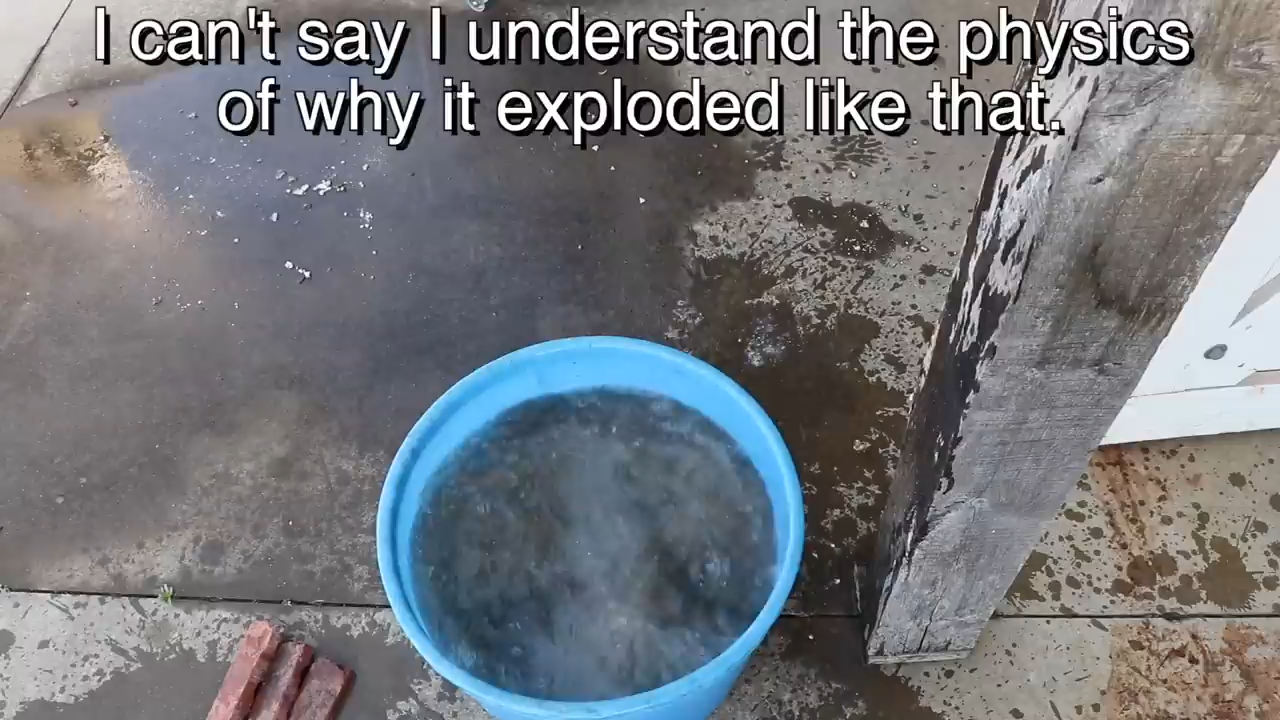 I can't say I understand the physics
of why it exploded like that.